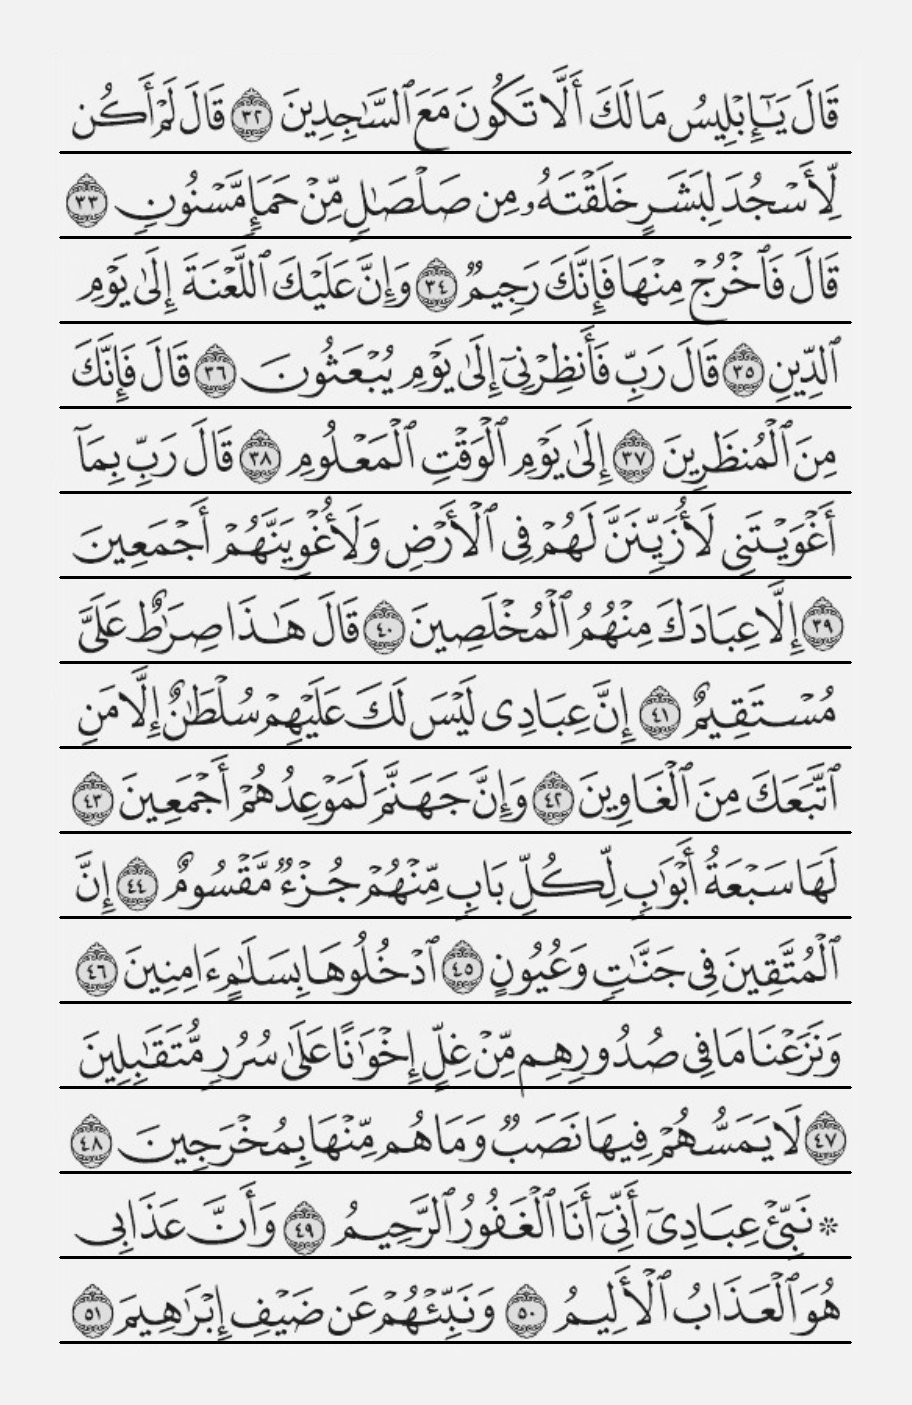 قَالَ يَـٰٓإِبْلِيسُ مَا لَكَ أَلَّا تَكُونَ مَعَ ٱلسَّـٰجِدِينَ ٣٢ قَالَ لَمْ أَكُن
لِّأَسْجُدَ لِبَشَرٍ خَلَقْتَهُۥ مِن صَلْصَـٰلٍ مِّنْ حَمَإٍ مَّسْنُونٍ ٣٣
قَالَ فَٱخْرُجْ مِنْهَا فَإِنَّكَ رَجِيمٌ ٣٤ وَإِنَّ عَلَيْكَ ٱللَّعْنَةَ إِلَىٰ يَوْمِ
ٱلدِّينِ ٣٥ قَالَ رَبِّ فَأَنظِرْنِىٓ إِلَىٰ يَوْمِ يُبْعَثُونَ ٣٦ قَالَ فَإِنَّكَ
مِنَ ٱلْمُنظَرِينَ ٣٧ إِلَىٰ يَوْمِ ٱلْوَقْتِ ٱلْمَعْلُومِ ٣٨ قَالَ رَبِّ بِمَآ
أَغْوَيْتَنِى لَأُزَيِّنَنَّ لَهُمْ فِى ٱلْأَرْضِ وَلَأُغْوِيَنَّهُمْ أَجْمَعِينَ
٣٩ إِلَّا عِبَادَكَ مِنْهُمُ ٱلْمُخْلَصِينَ ٤٠ قَالَ هَـٰذَا صِرَٰطٌ عَلَىَّ
مُسْتَقِيمٌ ٤١ إِنَّ عِبَادِى لَيْسَ لَكَ عَلَيْهِمْ سُلْطَـٰنٌ إِلَّا مَنِ
ٱتَّبَعَكَ مِنَ ٱلْغَاوِينَ ٤٢ وَإِنَّ جَهَنَّمَ لَمَوْعِدُهُمْ أَجْمَعِينَ ٤٣
لَهَا سَبْعَةُ أَبْوَٰبٍ لِّكُلِّ بَابٍ مِّنْهُمْ جُزْءٌ مَّقْسُومٌ ٤٤ إِنَّ
ٱلْمُتَّقِينَ فِى جَنَّـٰتٍ وَعُيُونٍ ٤٥ ٱدْخُلُوهَا بِسَلَـٰمٍ ءَامِنِينَ ٤٦
وَنَزَعْنَا مَا فِى صُدُورِهِم مِّنْ غِلٍّ إِخْوَٰنًا عَلَىٰ سُرُرٍ مُّتَقَـٰبِلِينَ
٤٧ لَا يَمَسُّهُمْ فِيهَا نَصَبٌ وَمَا هُم مِّنْهَا بِمُخْرَجِينَ ٤٨
۞ نَبِّئْ عِبَادِىٓ أَنِّىٓ أَنَا ٱلْغَفُورُ ٱلرَّحِيمُ ٤٩ وَأَنَّ عَذَابِى
هُوَ ٱلْعَذَابُ ٱلْأَلِيمُ ٥٠ وَنَبِّئْهُمْ عَن ضَيْفِ إِبْرَٰهِيمَ ٥١